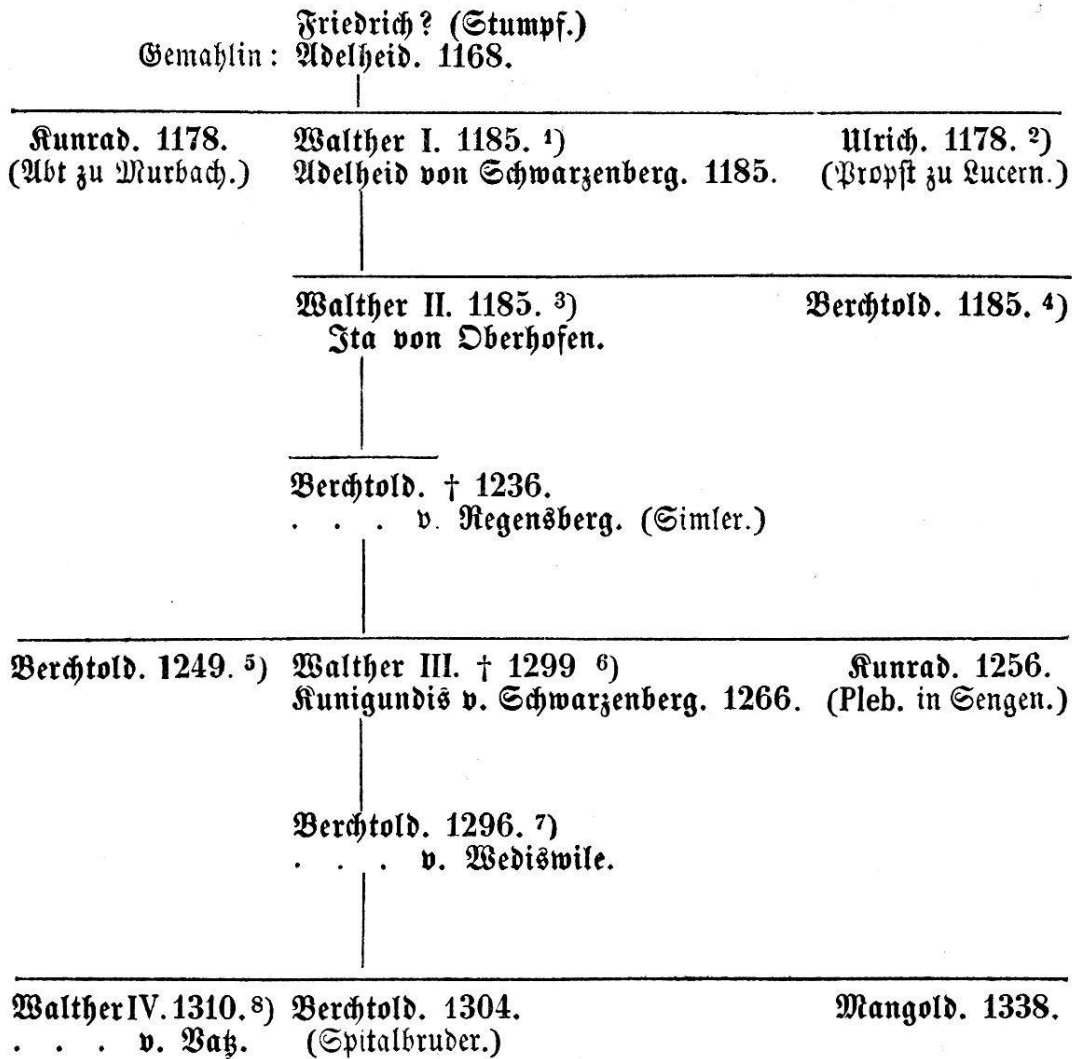 Friedrich? (Stumpf.)
Gemahlin: Adelheid. 1168.
Kunrad. 1178. Walther I. 1185. ¹) Ulrich. 1178. ²)
(Abt zu Murbach.) Adelheid von Schwarzenberg. 1185. (Propst zu Lucern.)
Walther II. 1185. ³) Berchtold. 1185. ⁴)
Ita von Oberhofen.
Berchtold. † 1236.
. . . v. Regensberg. (Simler.)
Berchtold. 1249. ⁵) Walther III. † 1299 ⁶) Kunrad. 1256.
Kunigundis v. Schwarzenberg. 1266. (Pleb. in Sengen.)
Berchtold. 1296. ⁷)
. . . v. Wediswile.
Walther IV. 1310. ⁸) Berchtold. 1304. Mangold. 1338.
. . . v. Vatz. (Spitalbruder.)